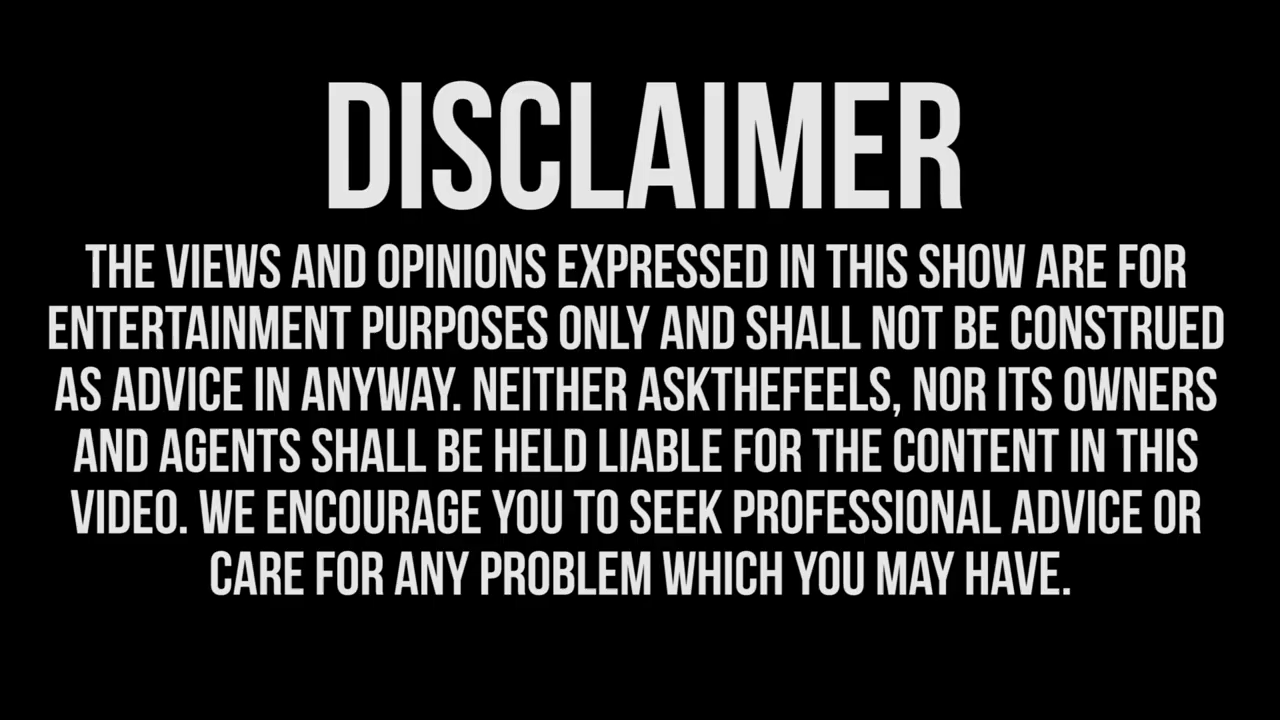 DISCLAIMER
THE VIEWS AND OPINIONS EXPRESSED IN THIS SHOW ARE FOR
ENTERTAINMENT PURPOSES ONLY AND SHALL NOT BE CONSTRUED
AS ADVICE IN ANYWAY. NEITHER ASKTHEFEELS, NOR ITS OWNERS
AND AGENTS SHALL BE HELD LIABLE FOR THE CONTENT IN THIS
VIDEO. WE ENCOURAGE YOU TO SEEK PROFESSIONAL ADVICE OR
CARE FOR ANY PROBLEM WHICH YOU MAY HAVE.